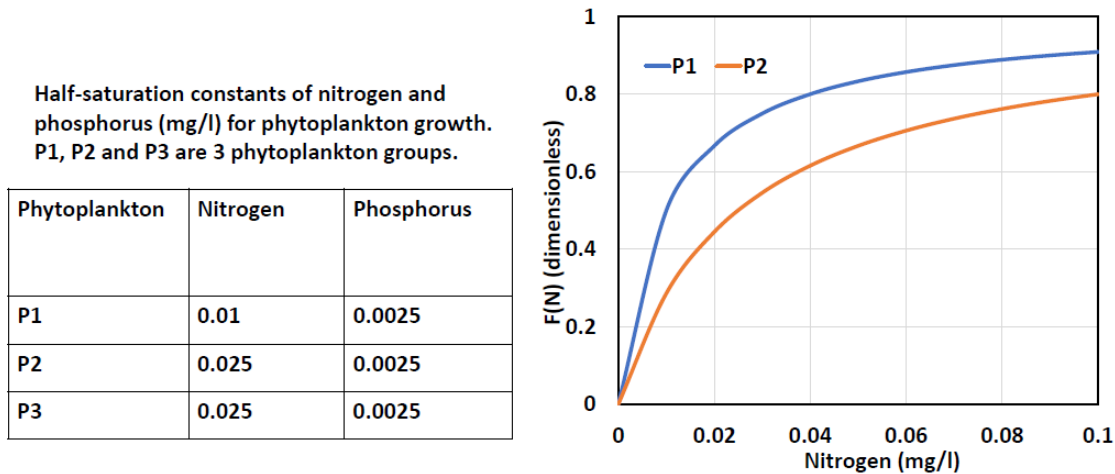 Half-saturation constants of nitrogen and
phosphorus (mg/l) for phytoplankton growth.
P1, P2 and P3 are 3 phytoplankton groups.
Phytoplankton Nitrogen Phosphorus
P1 0.01 0.0025
P2 0.025 0.0025
P3 0.025 0.0025
1
0.8
0.6
0.4
0.2
0
F(N) (dimensionless)
P1 P2
0 0.02 0.04 0.06 0.08 0.1
Nitrogen (mg/l)